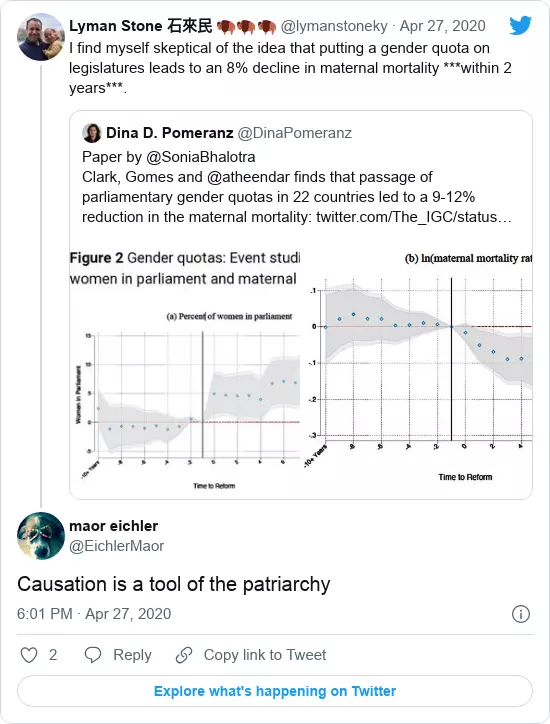 Lyman Stone 石來民 🦃🦃🦃 @lymanstoneky · Apr 27, 2020
I find myself skeptical of the idea that putting a gender quota on
legislatures leads to an 8% decline in maternal mortality ***within 2
years***.
Dina D. Pomeranz @DinaPomeranz
Paper by @SoniaBhalotra
Clark, Gomes and @atheendar finds that passage of
parliamentary gender quotas in 22 countries led to a 9-12%
reduction in the maternal mortality: twitter.com/The_IGC/status…
Figure 2 Gender quotas: Event studi
women in parliament and maternal
(a) Percent of women in parliament
Women in Parliament
15
10
5
0
-5
-10+ Years
-8
-6
-4
-2
0
2
4
6
Time to Reform
(b) ln(maternal mortality rat
.1
0
-.1
-.2
-.3
-10+ Years
-8
-6
-4
-2
0
2
4
Time to Reform
maor eichler
@EichlerMaor
Causation is a tool of the patriarchy
6:01 PM · Apr 27, 2020
2
Reply
Copy link to Tweet
Explore what's happening on Twitter